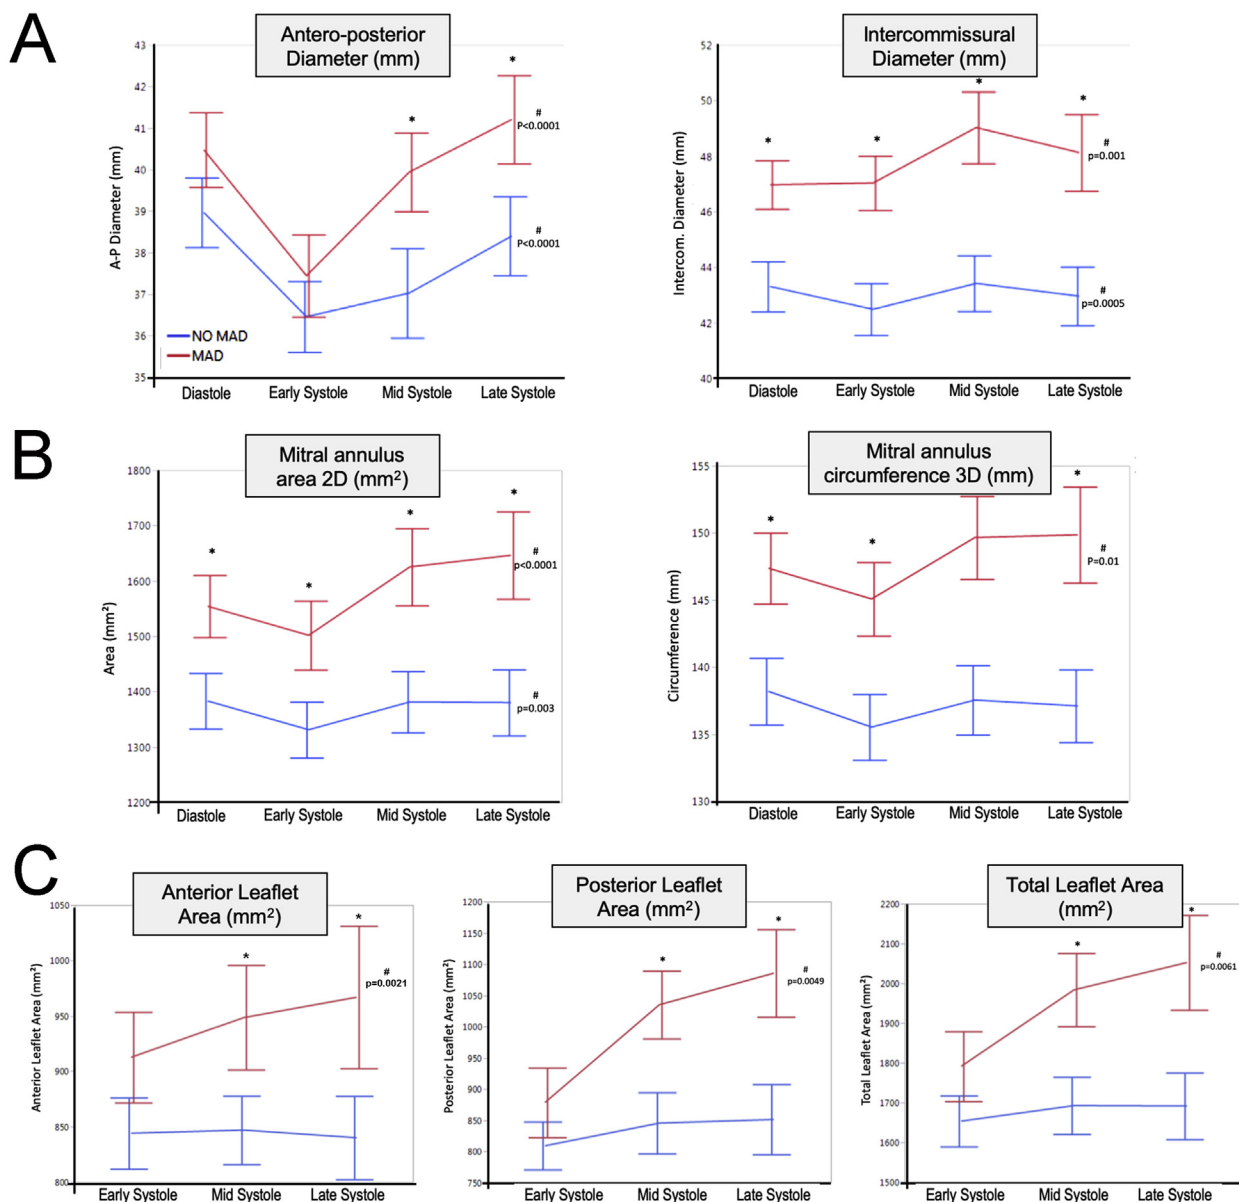 A
Antero-posterior
Diameter (mm)
43
42
41
40
39
38
37
36
35
A-P Diameter (mm)
*
*
#
P<0.0001
#
P<0.0001
NO MAD
MAD
Diastole
Early Systole
Mid Systole
Late Systole
Intercommissural
Diameter (mm)
52
50
48
46
44
42
40
Intercom. Diameter (mm)
*
*
*
*
#
p=0.001
#
p=0.0005
Diastole
Early Systole
Mid Systole
Late Systole
B
Mitral annulus
area 2D (mm²)
1800
1700
1600
1500
1400
1300
1200
Area (mm²)
*
*
*
*
#
p<0.0001
#
p=0.003
Diastole
Early Systole
Mid Systole
Late Systole
Mitral annulus
circumference 3D (mm)
155
150
145
140
135
130
Circumference (mm)
*
*
*
#
P=0.01
Diastole
Early Systole
Mid Systole
Late Systole
C
Anterior Leaflet
Area (mm²)
1050
1000
950
900
850
800
Anterior Leaflet Area (mm²)
*
*
#
p=0.0021
Early Systole
Mid Systole
Late Systole
Posterior Leaflet
Area (mm²)
1200
1150
1100
1050
1000
950
900
850
800
750
Posterior Leaflet Area (mm²)
*
*
#
p=0.0049
Early Systole
Mid Systole
Late Systole
Total Leaflet Area
(mm²)
2200
2100
2000
1900
1800
1700
1600
1500
Total Leaflet Area (mm²)
*
*
#
p=0.0061
Early Systole
Mid Systole
Late Systole